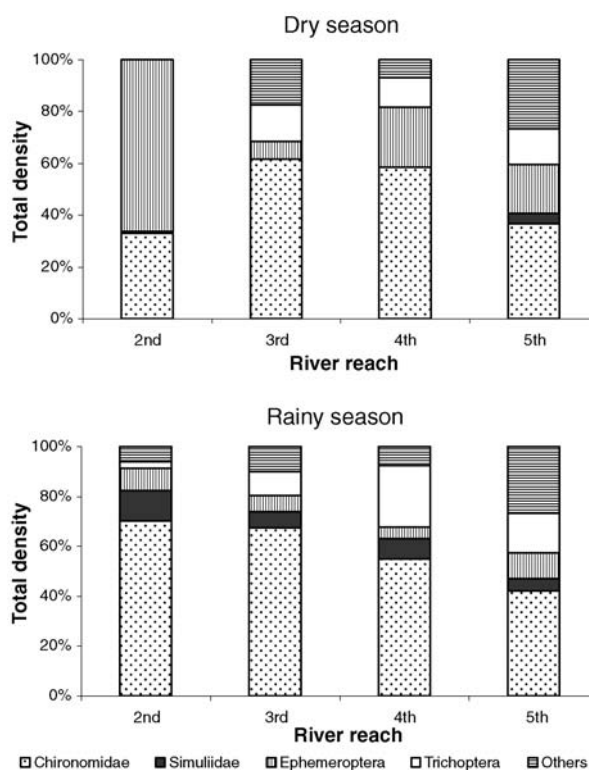 Dry season
100%
80%
60%
40%
20%
0%
Total density
2nd 3rd 4th 5th
River reach
Rainy season
100%
80%
60%
40%
20%
0%
Total density
2nd 3rd 4th 5th
River reach
Chironomidae Simuliidae Ephemeroptera Trichoptera Others